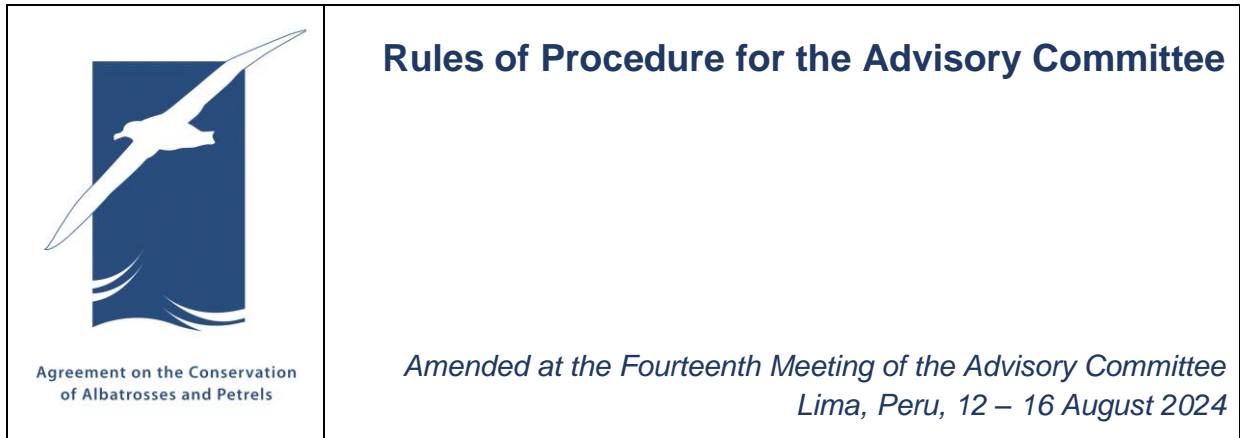 Rules of Procedure for the Advisory Committee
Agreement on the Conservation
of Albatrosses and Petrels
Amended at the Fourteenth Meeting of the Advisory Committee
Lima, Peru, 12 – 16 August 2024